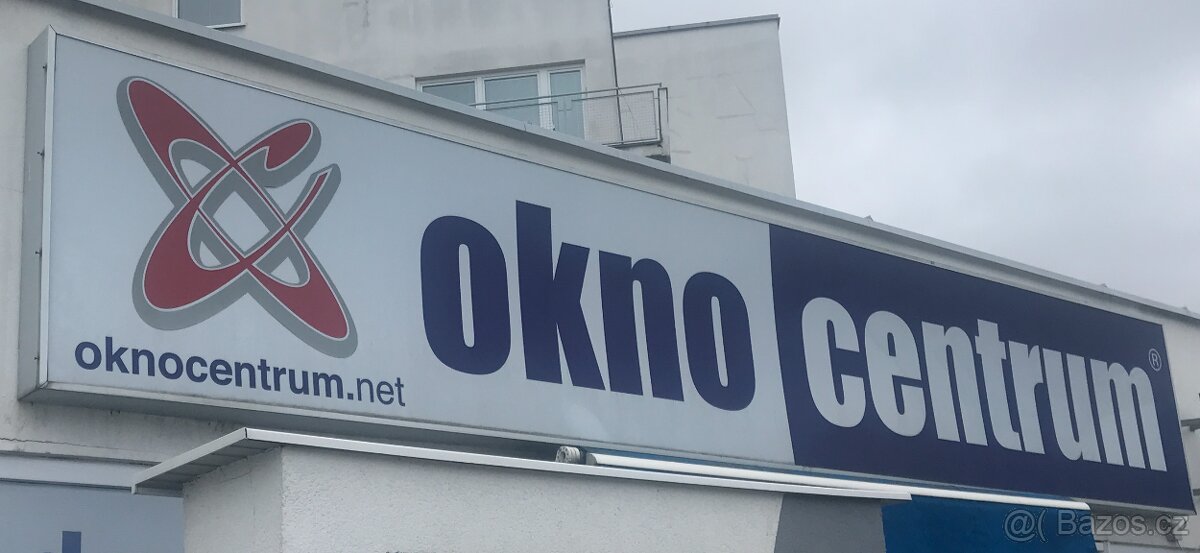 okno centrum®
oknocentrum.net
@( Bazos.cz